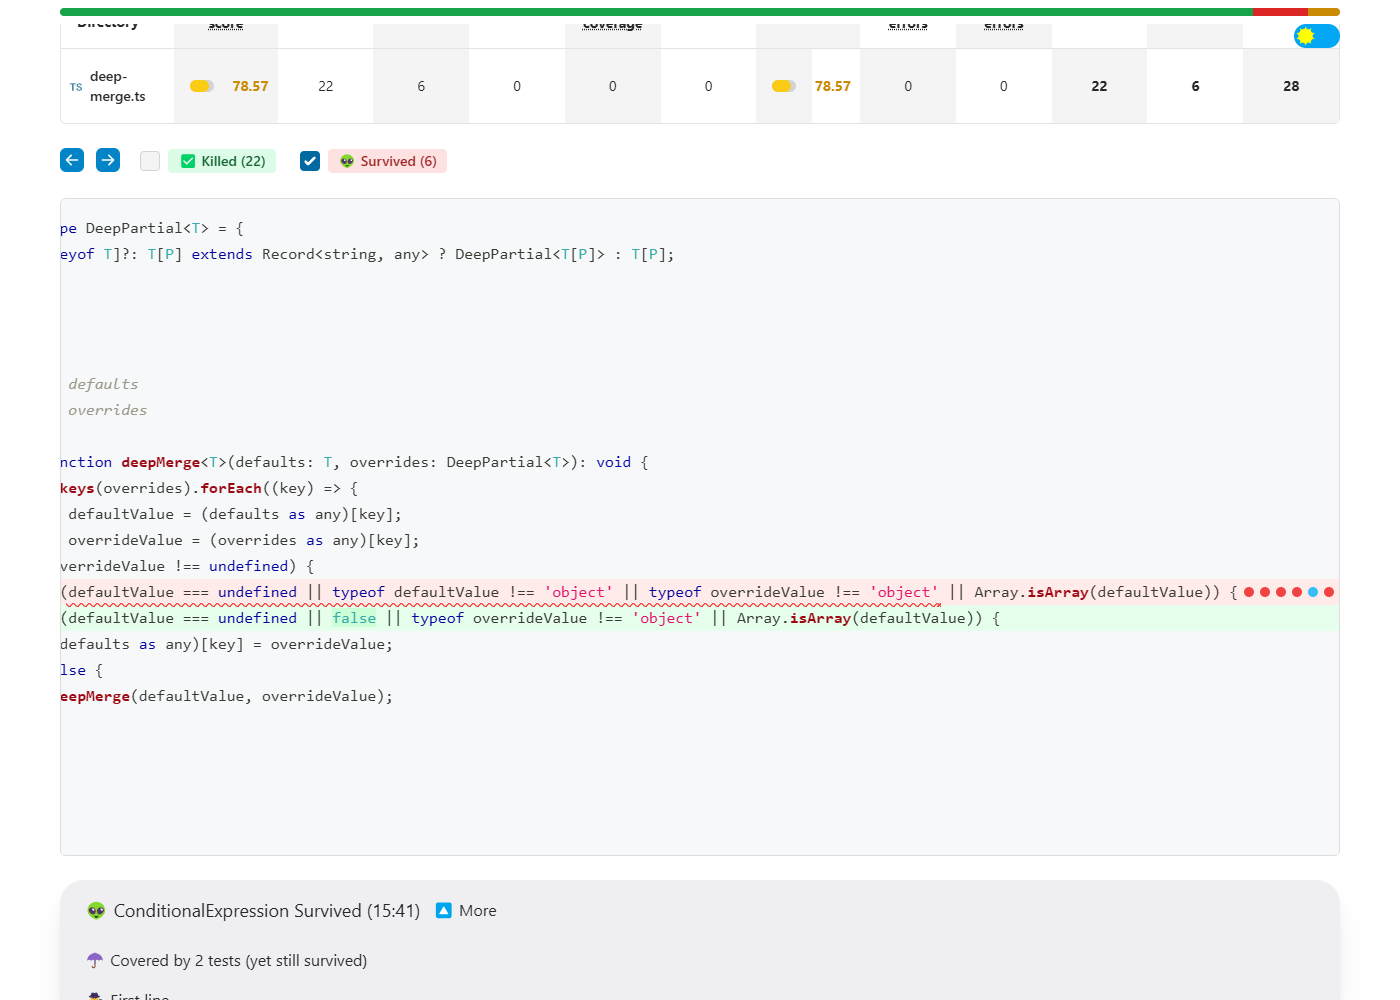 Directory score coverage errors errors
TS deep-merge.ts 78.57 22 6 0 0 0 78.57 0 0 22 6 28
Killed (22) Survived (6)
pe DeepPartial<T> = {
eyof T]?: T[P] extends Record<string, any> ? DeepPartial<T[P]> : T[P];
defaults
overrides
nction deepMerge<T>(defaults: T, overrides: DeepPartial<T>): void {
keys(overrides).forEach((key) => {
defaultValue = (defaults as any)[key];
overrideValue = (overrides as any)[key];
verrideValue !== undefined) {
(defaultValue === undefined || typeof defaultValue !== 'object' || typeof overrideValue !== 'object' || Array.isArray(defaultValue)) {
(defaultValue === undefined || false || typeof overrideValue !== 'object' || Array.isArray(defaultValue)) {
defaults as any)[key] = overrideValue;
lse {
eepMerge(defaultValue, overrideValue);
ConditionalExpression Survived (15:41) More
Covered by 2 tests (yet still survived)
First line